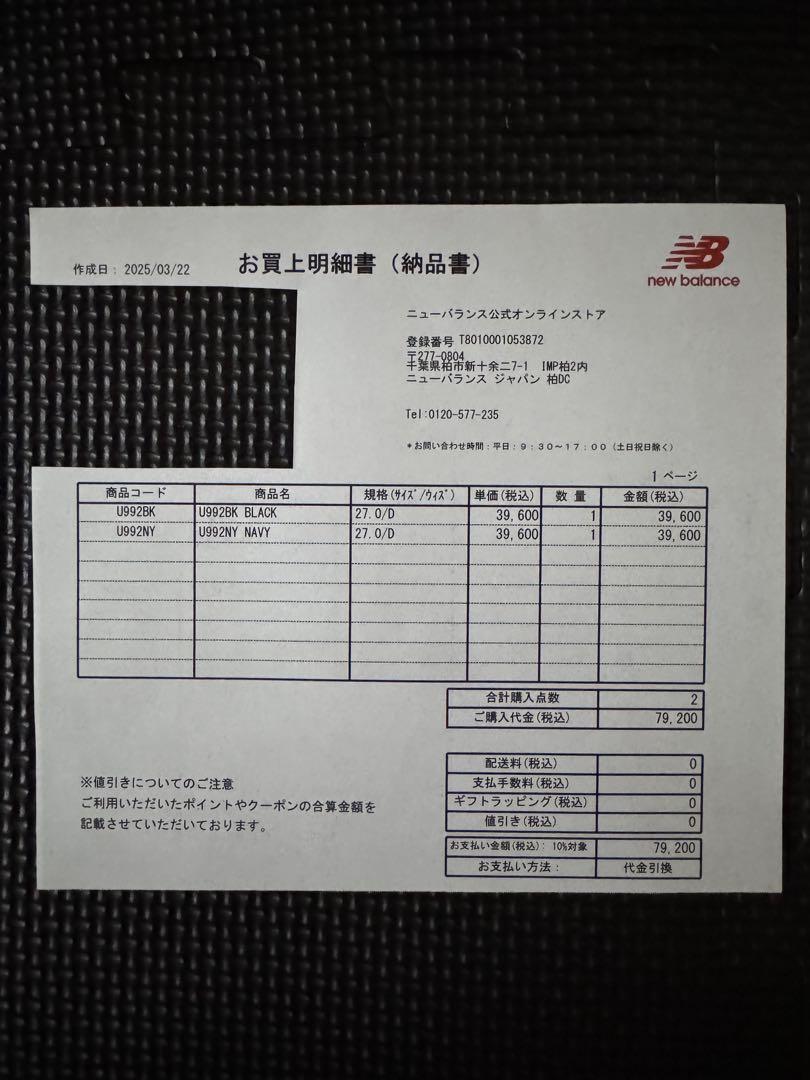 作成日: 2025/03/22
お買上明細書（納品書）
NB
new balance
ニューバランス公式オンラインストア
登録番号 T8010001053872
〒277-0804
千葉県柏市新十余二7-1 IMP柏2内
ニューバランス ジャパン 柏DC
Tel:0120-577-235
*お問い合わせ時間：平日：９：３０～１７：００（土日祝日除く）
1 ページ
商品コード 商品名 規格(ｻｲｽﾞ/ｳｨｽﾞ) 単価(税込) 数 量 金額(税込)
U992BK U992BK BLACK 27.0/D 39,600 1 39,600
U992NY U992NY NAVY 27.0/D 39,600 1 39,600
合計購入点数 2
ご購入代金(税込) 79,200
配送料(税込) 0
支払手数料(税込) 0
ギフトラッピング(税込) 0
値引き(税込) 0
お支払い金額(税込): 10%対象 79,200
お支払い方法: 代金引換
※値引きについてのご注意
ご利用いただいたポイントやクーポンの合算金額を
記載させていただいております。